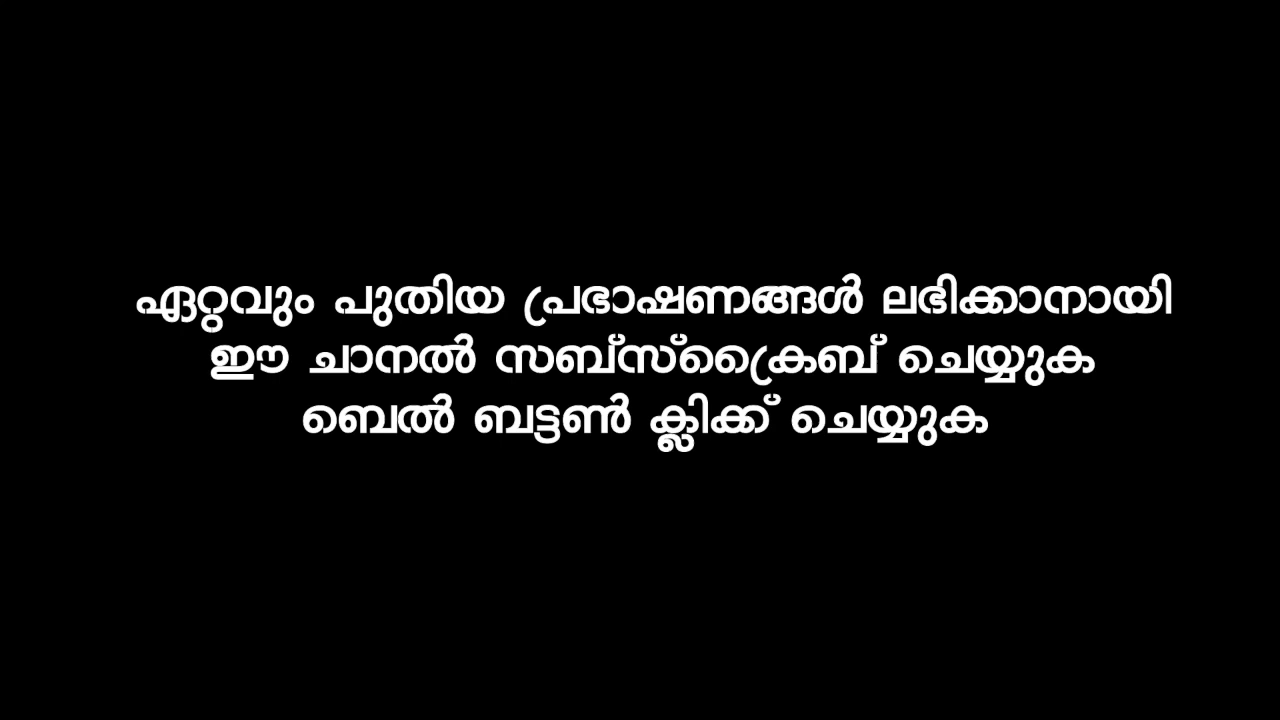 ഏറ്റവും പുതിയ പ്രഭാഷണങ്ങൾ ലഭിക്കാനായി
ഈ ചാനൽ സബ്സ്ക്രൈബ് ചെയ്യുക
ബെൽ ബട്ടൺ ക്ലിക്ക് ചെയ്യുക